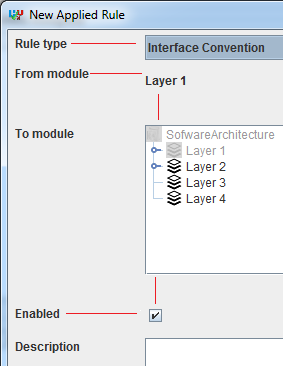 New Applied Rule
Rule type Interface Convention
From module Layer 1
To module SofwareArchitecture
Layer 1
Layer 2
Layer 3
Layer 4
Enabled
Description